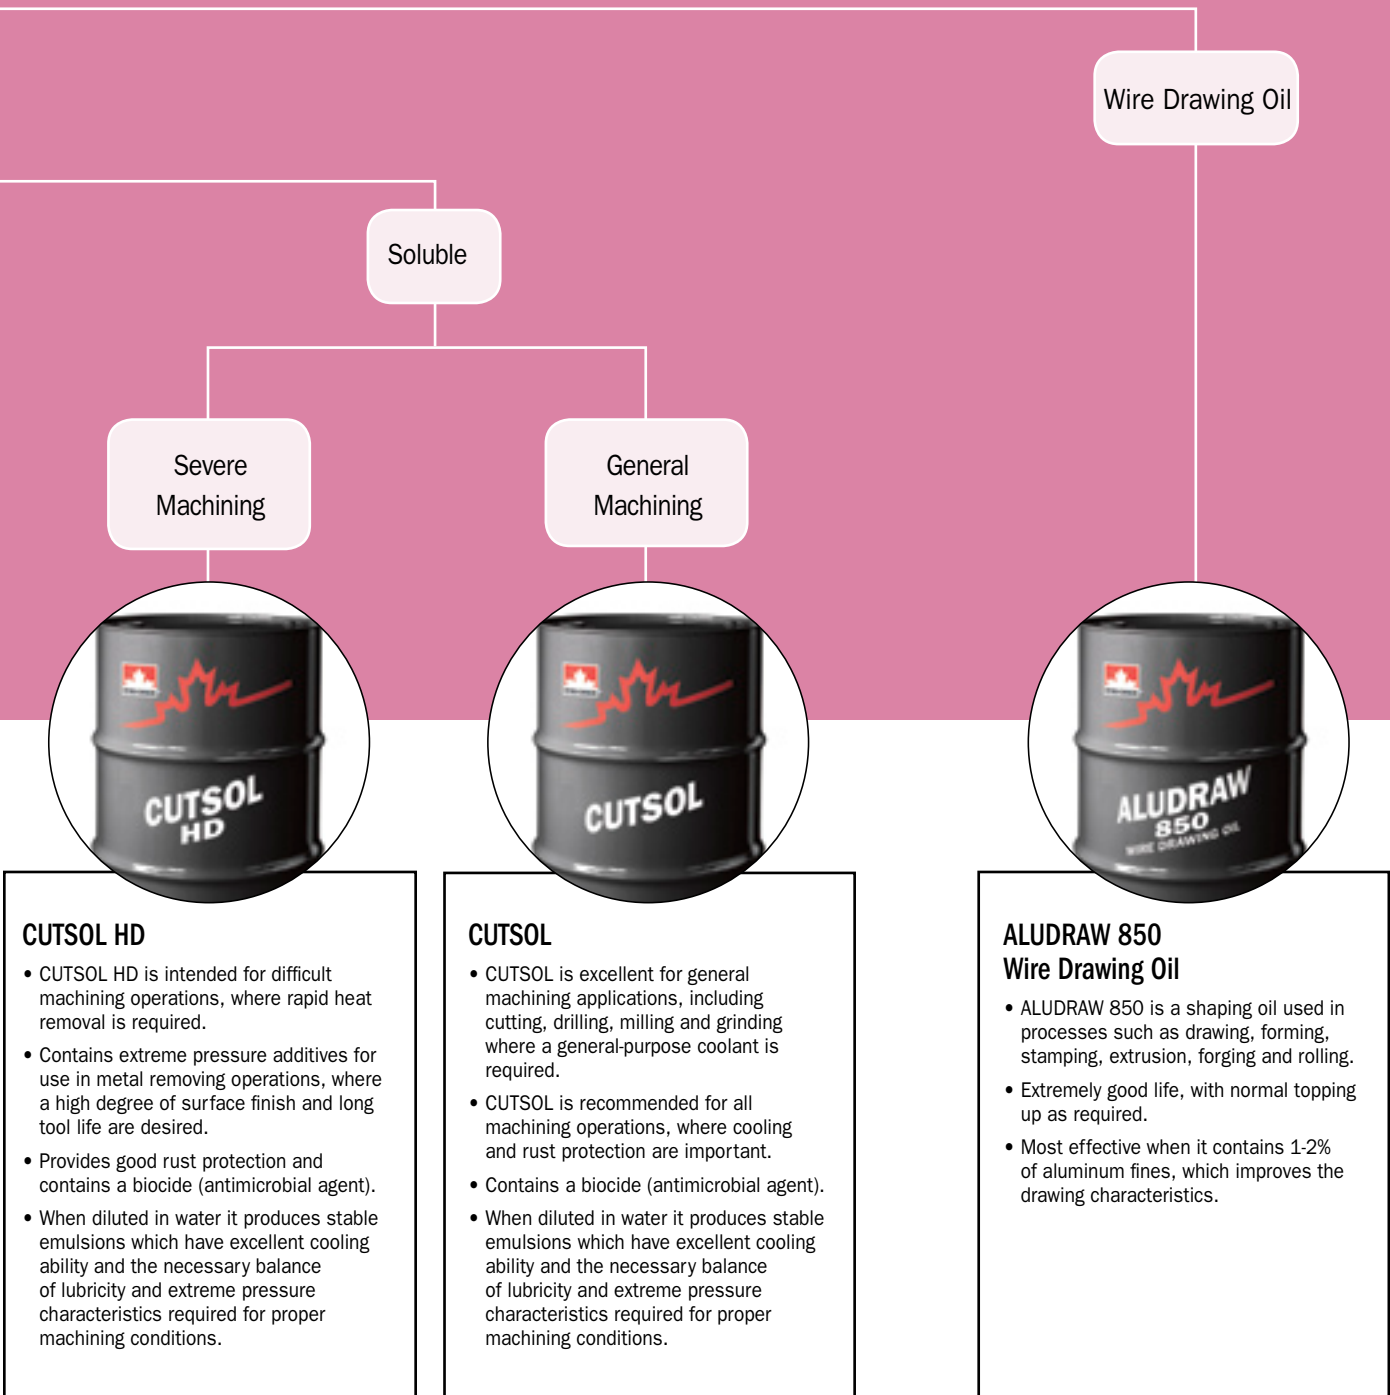 Wire Drawing Oil
Soluble
Severe
Machining
General
Machining
CUTSOL
HD
CUTSOL
ALUDRAW
850
WIRE DRAWING OIL
CUTSOL HD
• CUTSOL HD is intended for difficult
machining operations, where rapid heat
removal is required.
• Contains extreme pressure additives for
use in metal removing operations, where
a high degree of surface finish and long
tool life are desired.
• Provides good rust protection and
contains a biocide (antimicrobial agent).
• When diluted in water it produces stable
emulsions which have excellent cooling
ability and the necessary balance
of lubricity and extreme pressure
characteristics required for proper
machining conditions.
CUTSOL
• CUTSOL is excellent for general
machining applications, including
cutting, drilling, milling and grinding
where a general-purpose coolant is
required.
• CUTSOL is recommended for all
machining operations, where cooling
and rust protection are important.
• Contains a biocide (antimicrobial agent).
• When diluted in water it produces stable
emulsions which have excellent cooling
ability and the necessary balance
of lubricity and extreme pressure
characteristics required for proper
machining conditions.
ALUDRAW 850
Wire Drawing Oil
• ALUDRAW 850 is a shaping oil used in
processes such as drawing, forming,
stamping, extrusion, forging and rolling.
• Extremely good life, with normal topping
up as required.
• Most effective when it contains 1-2%
of aluminum fines, which improves the
drawing characteristics.